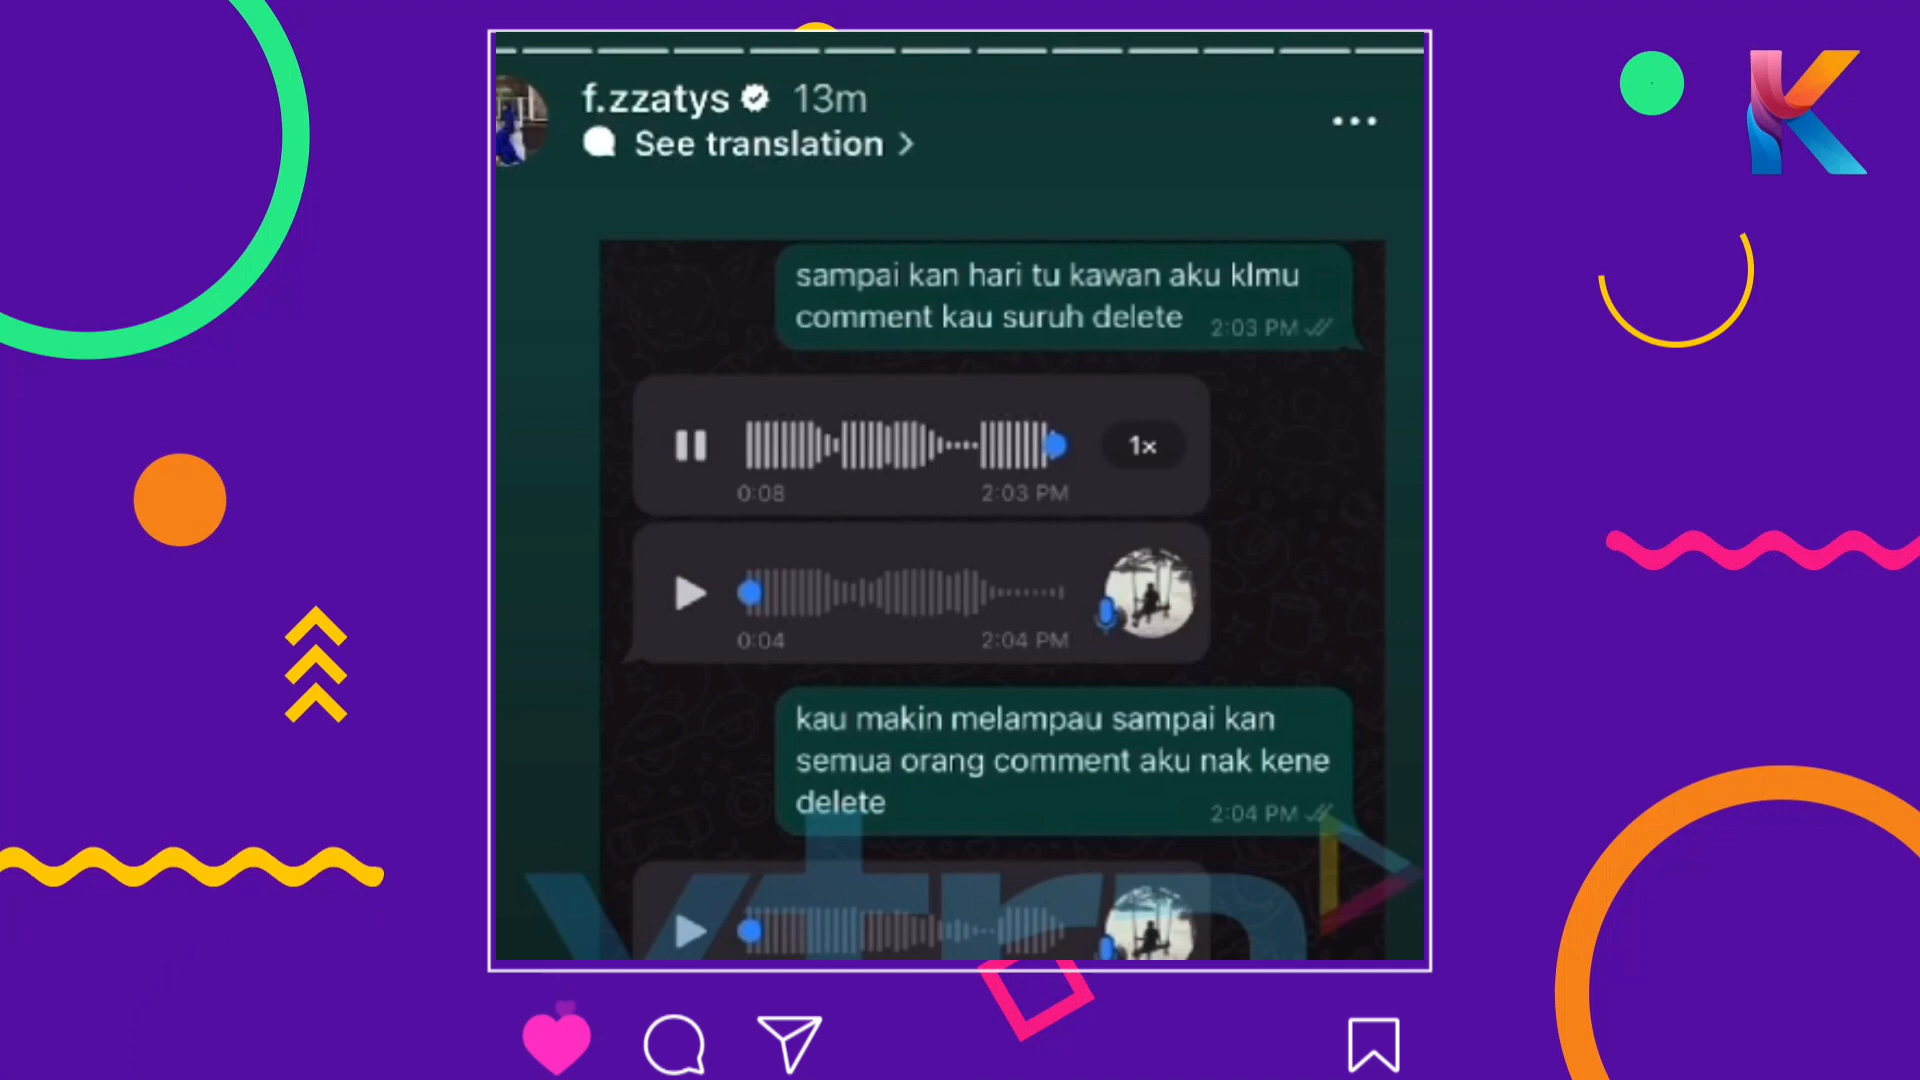 f.zzatys 13m
See translation >
sampai kan hari tu kawan aku klmu
comment kau suruh delete 2:03 PM
1×
0:08 2:03 PM
0:04 2:04 PM
kau makin melampau sampai kan
semua orang comment aku nak kene
delete 2:04 PM
K